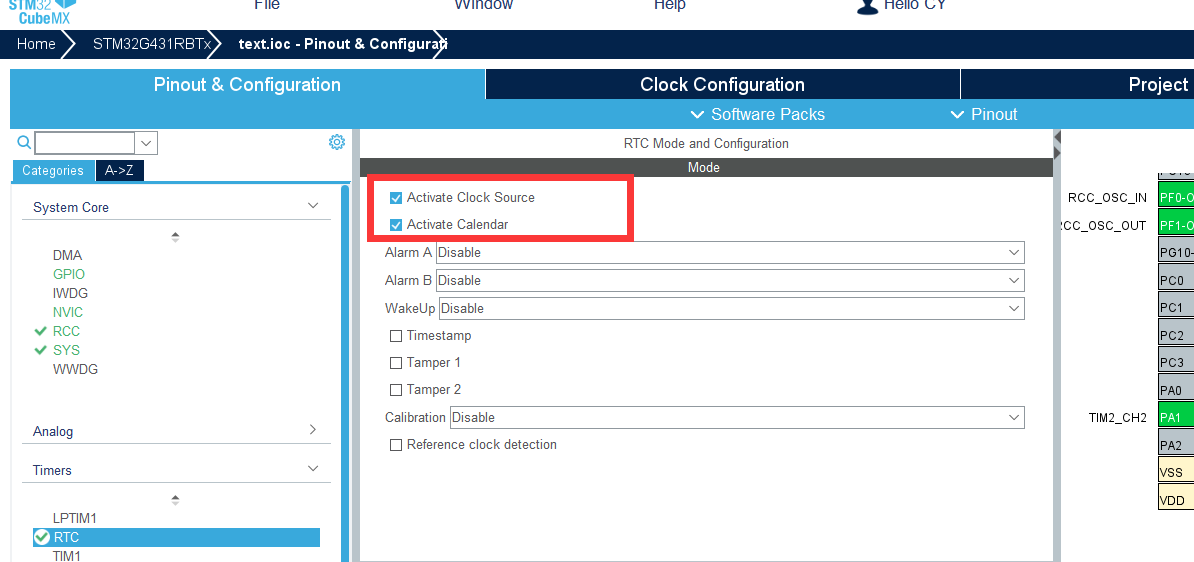 STM32
CubeMX
File
Window
Help
Hello CY
Home
STM32G431RBTx
text.ioc - Pinout & Configurati
Pinout & Configuration
Clock Configuration
Project
Software Packs
Pinout
Categories
A->Z
System Core
DMA
GPIO
IWDG
NVIC
RCC
SYS
WWDG
Analog
Timers
LPTIM1
RTC
TIM1
RTC Mode and Configuration
Mode
Activate Clock Source
Activate Calendar
Alarm A Disable
Alarm B Disable
WakeUp Disable
Timestamp
Tamper 1
Tamper 2
Calibration Disable
Reference clock detection
RCC_OSC_IN PF0-O
CC_OSC_OUT PF1-O
PG10-
PC0
PC1
PC2
PC3
PA0
TIM2_CH2 PA1
PA2
VSS
VDD